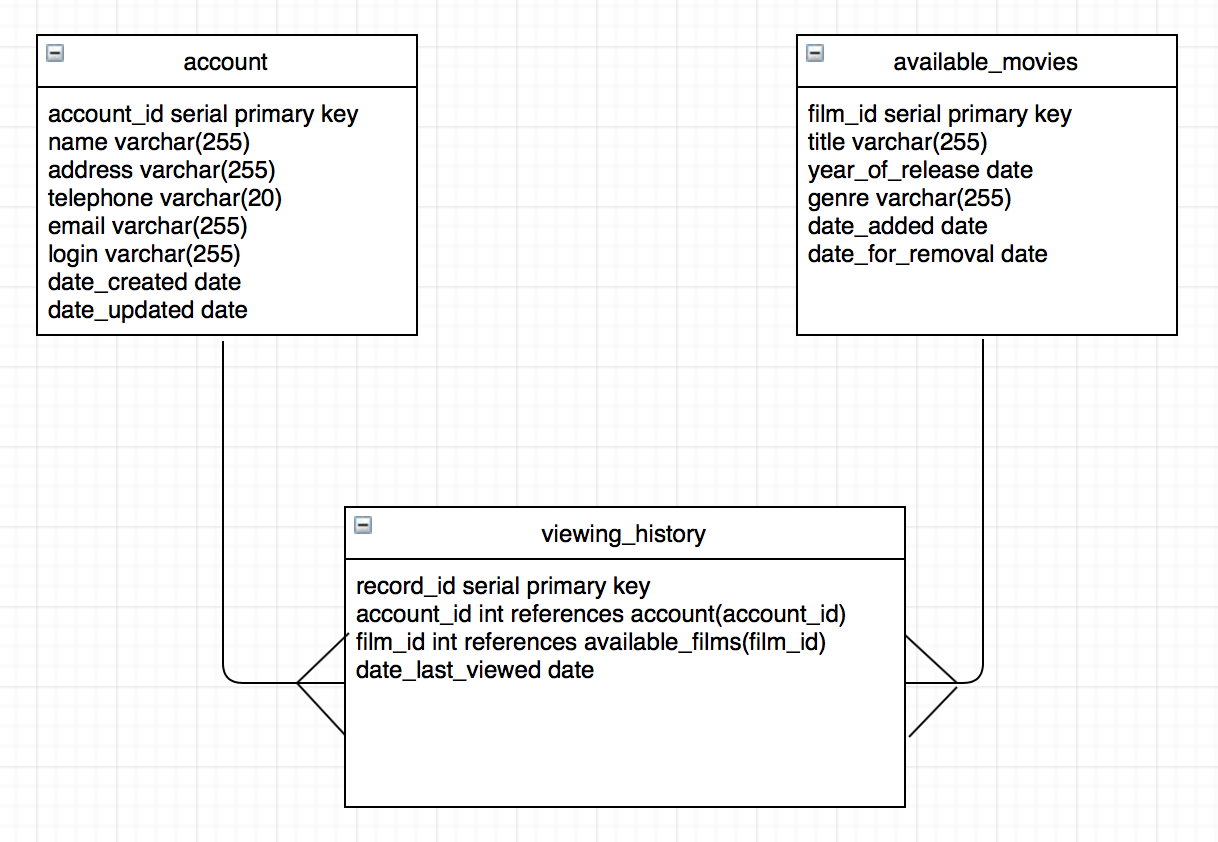 account
account_id serial primary key
name varchar(255)
address varchar(255)
telephone varchar(20)
email varchar(255)
login varchar(255)
date_created date
date_updated date
available_movies
film_id serial primary key
title varchar(255)
year_of_release date
genre varchar(255)
date_added date
date_for_removal date
viewing_history
record_id serial primary key
account_id int references account(account_id)
film_id int references available_films(film_id)
date_last_viewed date